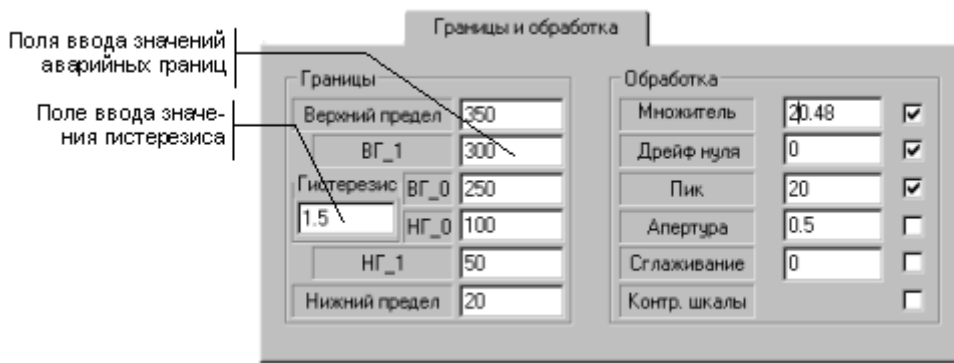 Границы и обработка
Поля ввода значений
аварийных границ
Поле ввода значе-
ния гистерезиса
Границы
Верхний предел 350
ВГ_1 300
Гистерезис ВГ_0 250
1.5 НГ_0 100
НГ_1 50
Нижний предел 20
Обработка
Множитель 20.48
Дрейф нуля 0
Пик 20
Апертура 0.5
Сглаживание 0
Контр. шкалы